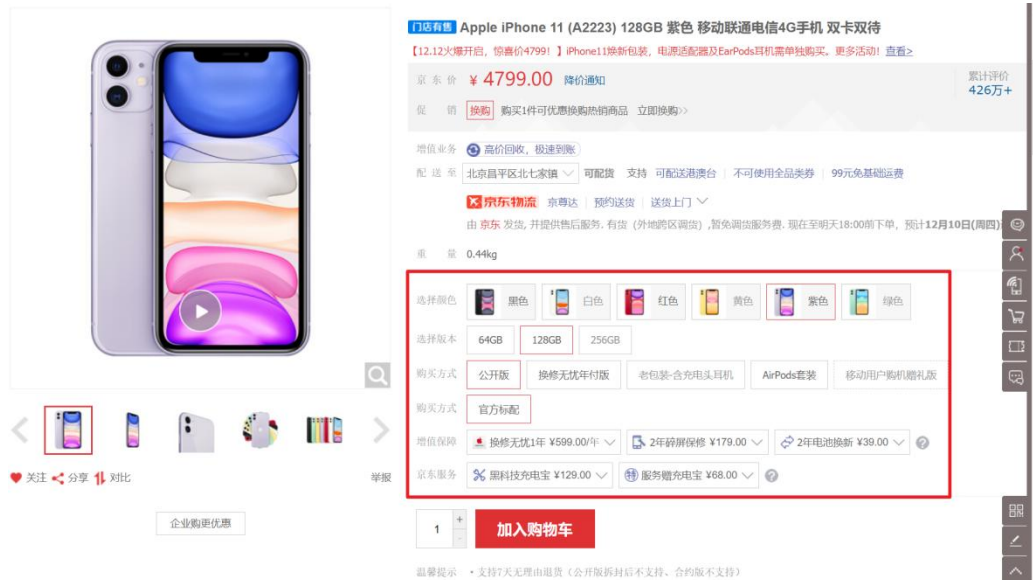 门店有售 Apple iPhone 11 (A2223) 128GB 紫色 移动联通电信4G手机 双卡双待
【12.12火爆开启，惊喜价4799！】iPhone11焕新包装，电源适配器及EarPods耳机需单独购买。更多活动！查看>
京东价 ¥ 4799.00 降价通知
累计评价
426万+
促销 换购 购买1件可优惠换购热销商品 立即换购>>
增值业务 高价回收，极速到账
配送至 北京昌平区北七家镇 可配货 支持 可配送港澳台 不可使用全品类券 99元免基础运费
京东物流 京尊达 预约送货 送货上门
由 京东 发货, 并提供售后服务. 有货 (外地跨区调货) ,暂免调货服务费. 现在至明天18:00前下单，预计12月10日(周四)
重量 0.44kg
选择颜色 黑色 白色 红色 黄色 紫色 绿色
选择版本 64GB 128GB 256GB
购买方式 公开版 换修无忧年付版 老包装-含充电头耳机 AirPods套装 移动用户购机赠礼版
购买方式 官方标配
增值保障 换修无忧1年 ¥599.00/年 2年碎屏保修 ¥179.00 2年电池换新 ¥39.00 ?
京东服务 黑科技充电宝 ¥129.00 服务赠充电宝 ¥68.00 ?
关注 分享 对比 举报
企业购更优惠
1 + - 加入购物车
温馨提示 • 支持7天无理由退货（公开版拆封后不支持、合约版不支持）